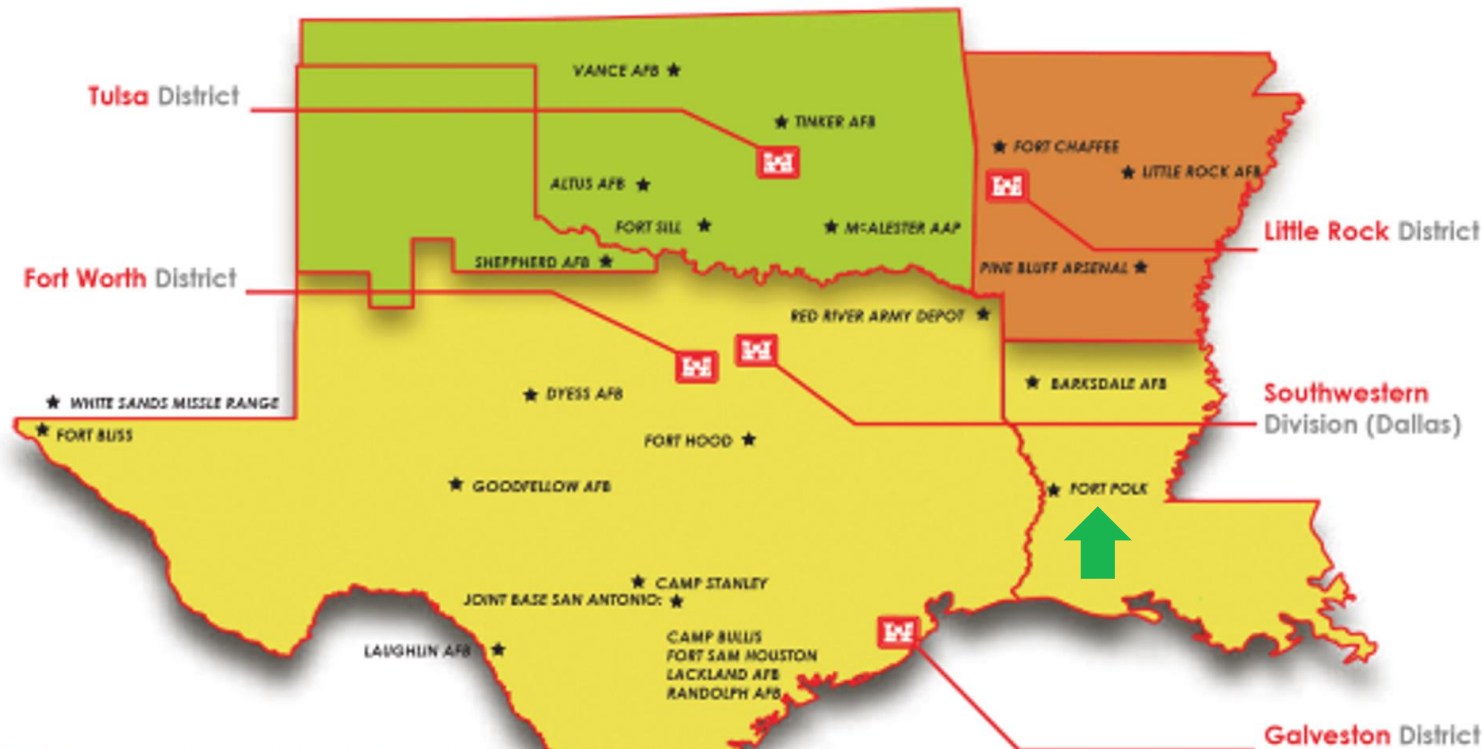 VANCE AFB
Tulsa District
TINKER AFB
FORT CHAFFEE
LITTLE ROCK AFB
ALTUS AFB
FORT SILL
McALESTER AAP
Little Rock District
SHEPPHERD AFB
PINE BLUFF ARSENAL
Fort Worth District
RED RIVER ARMY DEPOT
BARKSDALE AFB
DYESS AFB
Southwestern
Division (Dallas)
WHITE SANDS MISSLE RANGE
FORT BLISS
FORT HOOD
GOODFELLOW AFB
FORT POLK
CAMP STANLEY
JOINT BASE SAN ANTONIO:
CAMP BULLIS
FORT SAM HOUSTON
LACKLAND AFB
RANDOLPH AFB
LAUGHLIN AFB
Galveston District